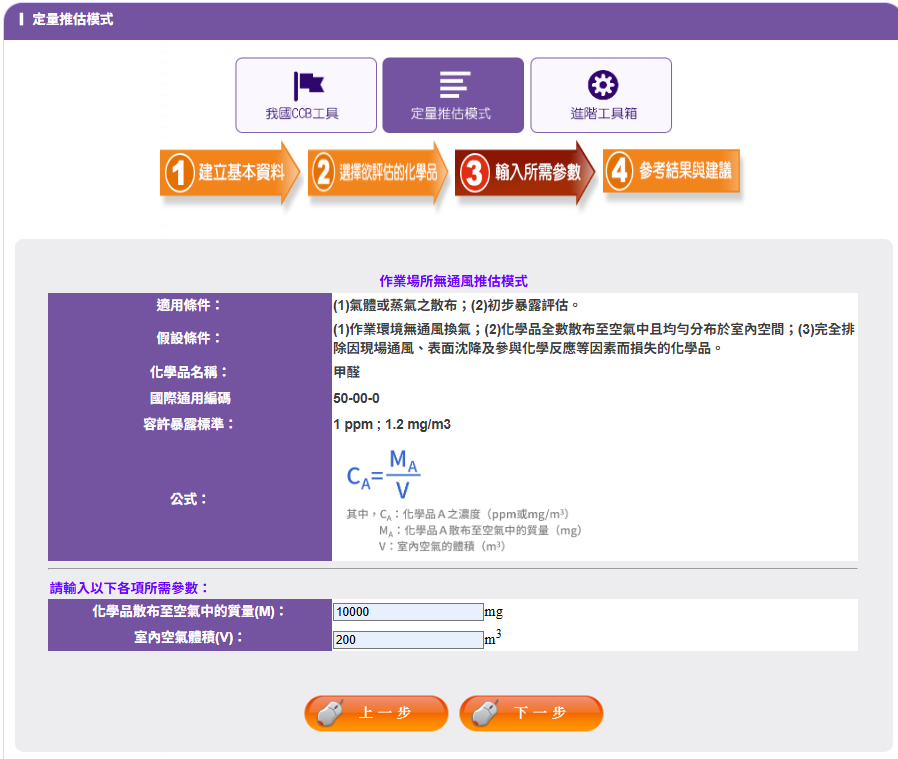 定量推估模式
我國CCB工具
定量推估模式
進階工具箱
1 建立基本資料
2 選擇欲評估的化學品
3 輸入所需參數
4 參考結果與建議
作業場所無通風推估模式
適用條件： (1)氣體或蒸氣之散布；(2)初步暴露評估。
假設條件： (1)作業環境無通風換氣；(2)化學品全數散布至空氣中且均勻分布於室內空間；(3)完全排
除因現場通風、表面沈降及參與化學反應等因素而損失的化學品。
化學品名稱： 甲醛
國際通用編碼 50-00-0
容許暴露標準： 1 ppm ; 1.2 mg/m3
公式： C_A = M_A / V
其中，C_A：化學品A之濃度（ppm或mg/m³）
M_A：化學品A散布至空氣中的質量（mg）
V：室內空氣的體積（m³）
請輸入以下各項所需參數：
化學品散布至空氣中的質量(M)： 10000 mg
室內空氣體積(V)： 200 m³
上一步
下一步